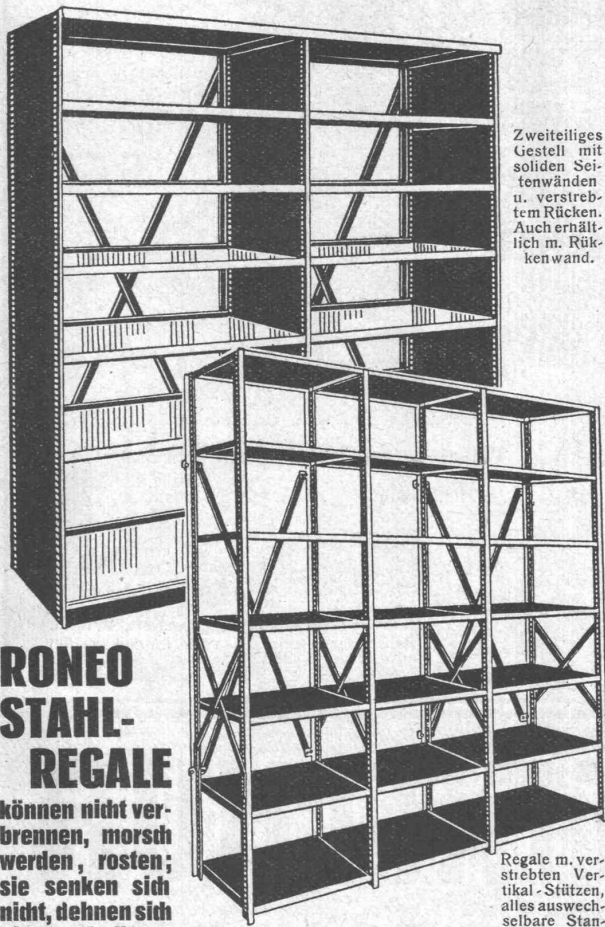 Zweiteiliges
Gestell mit
soliden Sei-
tenwänden
u. verstreb-
tem Rücken.
Auch erhält-
lich m. Rük-
kenwand.
RONEO
STAHL-
REGALE
können nicht ver-
brennen, morsch
werden, rosten;
sie senken sich
nicht, dehnen sich
Regale m. ver-
strebten Ver-
tikal-Stützen,
alles auswech-
selbare Stan-